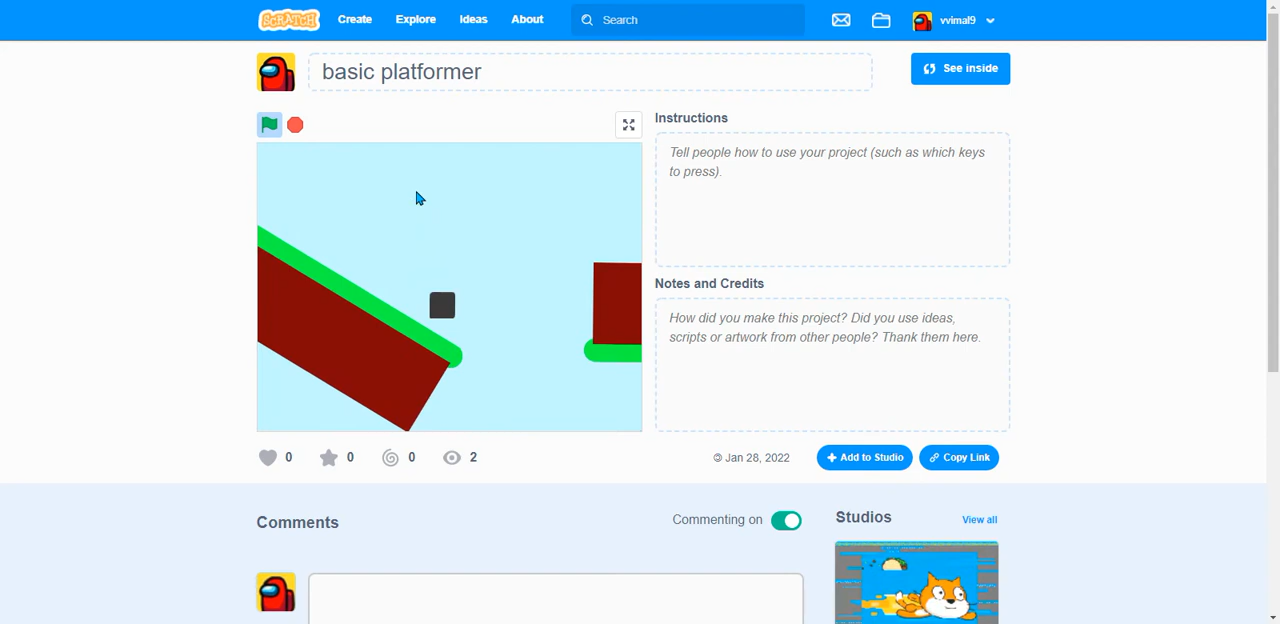 SCRATCH Create Explore Ideas About Search vvimal9
basic platformer
See inside
Instructions
Tell people how to use your project (such as which keys
to press).
Notes and Credits
How did you make this project? Did you use ideas,
scripts or artwork from other people? Thank them here.
0 0 0 2
© Jan 28, 2022 Add to Studio Copy Link
Comments Commenting on
Studios View all